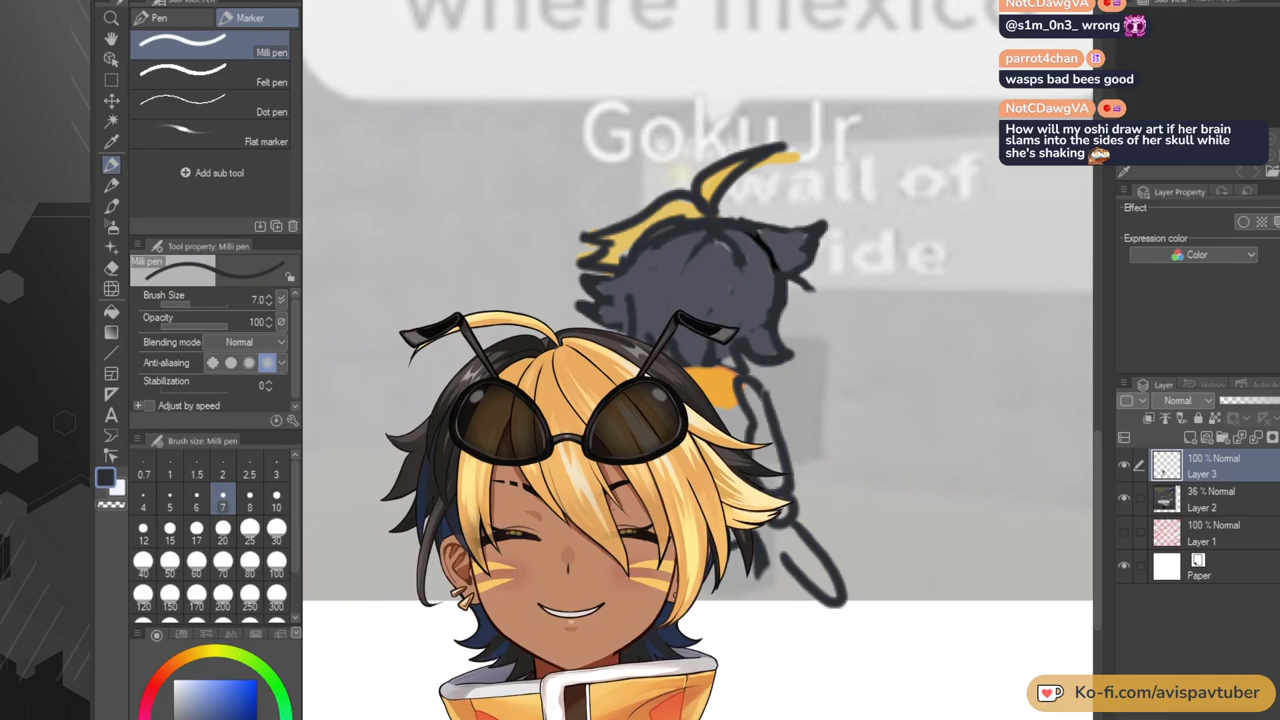 Pen
Marker
Milli pen
Felt pen
Dot pen
Flat marker
Add sub tool
Tool property: Milli pen
Milli pen
Brush Size 7.0
Opacity 100
Blending mode Normal
Anti-aliasing
Stabilization 0
Adjust by speed
Brush size: Milli pen
0.7 1 1.5 2 2.5 3
4 5 6 7 8 10
12 15 17 20 25 30
40 50 60 70 80 100
120 150 170 200 250 300
where mexico
Goku Jr
wall of
ide
NotCDawgVA
@s1m_0n3_ wrong
parrot4chan
wasps bad bees good
NotCDawgVA
How will my oshi draw art if her brain
slams into the sides of her skull while
she's shaking
Layer Property
Effect
Expression color
Color
Layer
History
Normal
100 % Normal
Layer 3
36 % Normal
Layer 2
100 % Normal
Layer 1
Paper
Ko-fi.com/avispavtuber